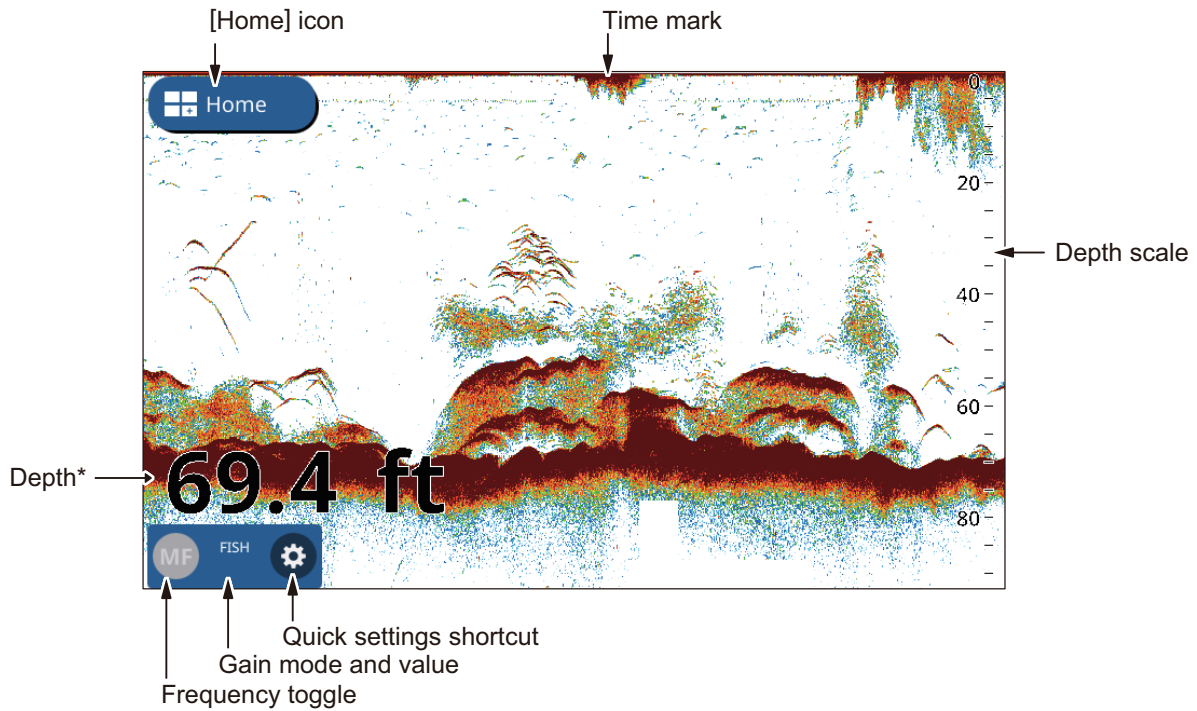 [Home] icon
Time mark
Home
0
20
Depth scale
40
60
Depth*
69.4 ft
80
MF
FISH
Quick settings shortcut
Gain mode and value
Frequency toggle